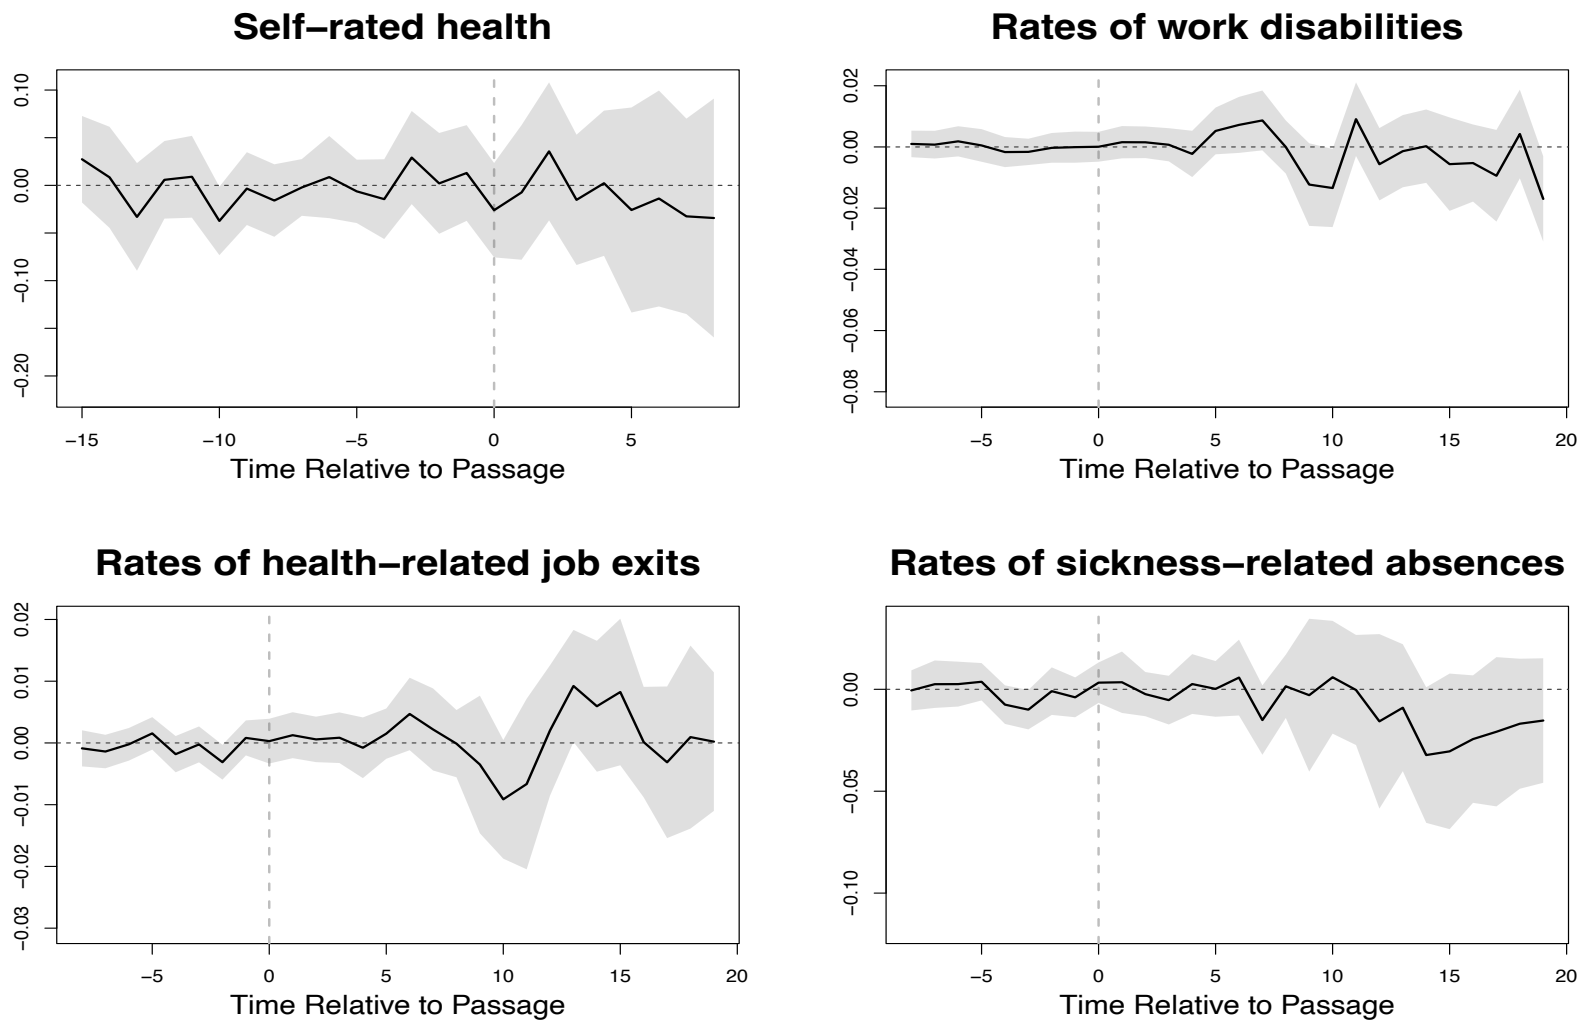 Self−rated health
0.10
0.00
−0.10
−0.20
−15 −10 −5 0 5
Time Relative to Passage
Rates of work disabilities
0.02
0.00
−0.02
−0.04
−0.06
−0.08
−5 0 5 10 15 20
Time Relative to Passage
Rates of health−related job exits
0.02
0.01
0.00
−0.01
−0.02
−0.03
−5 0 5 10 15 20
Time Relative to Passage
Rates of sickness−related absences
0.00
−0.05
−0.10
−5 0 5 10 15 20
Time Relative to Passage